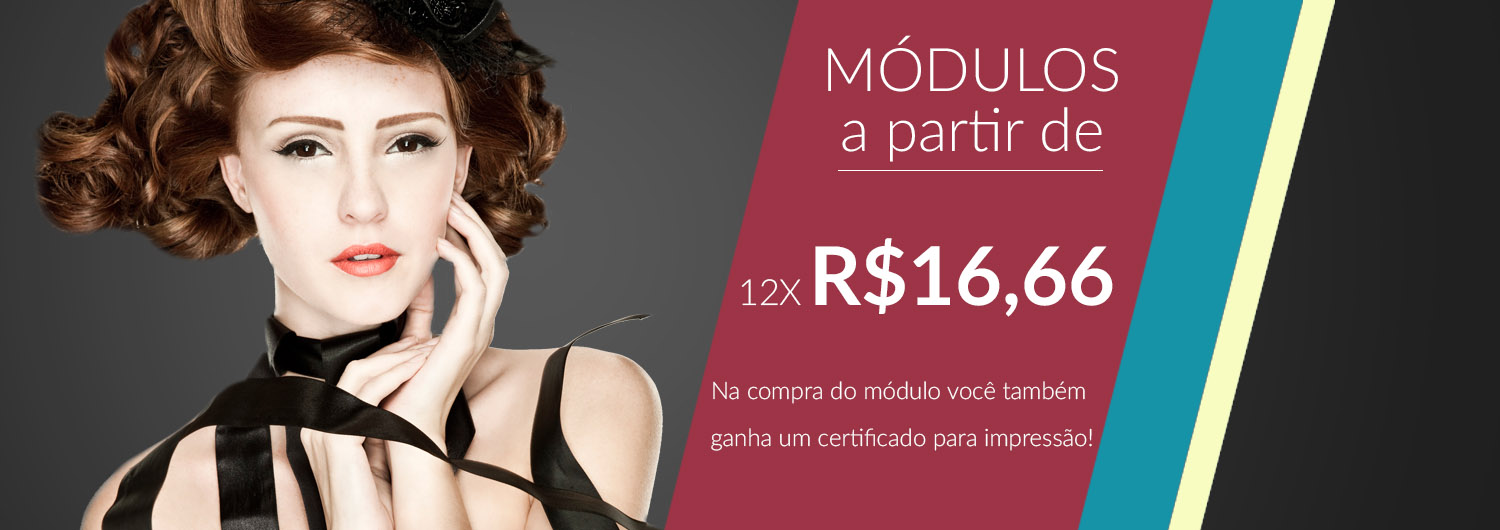 MÓDULOS
a partir de
12X R$16,66
Na compra do módulo você também
ganha um certificado para impressão!